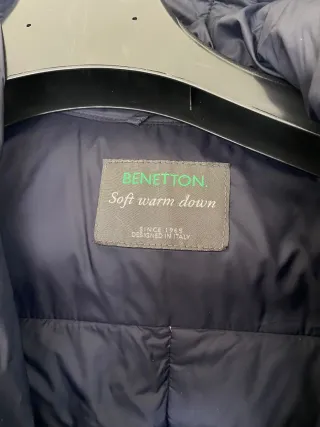 BENETTON.
Soft warm down
SINCE 1965
DESIGNED IN ITALY